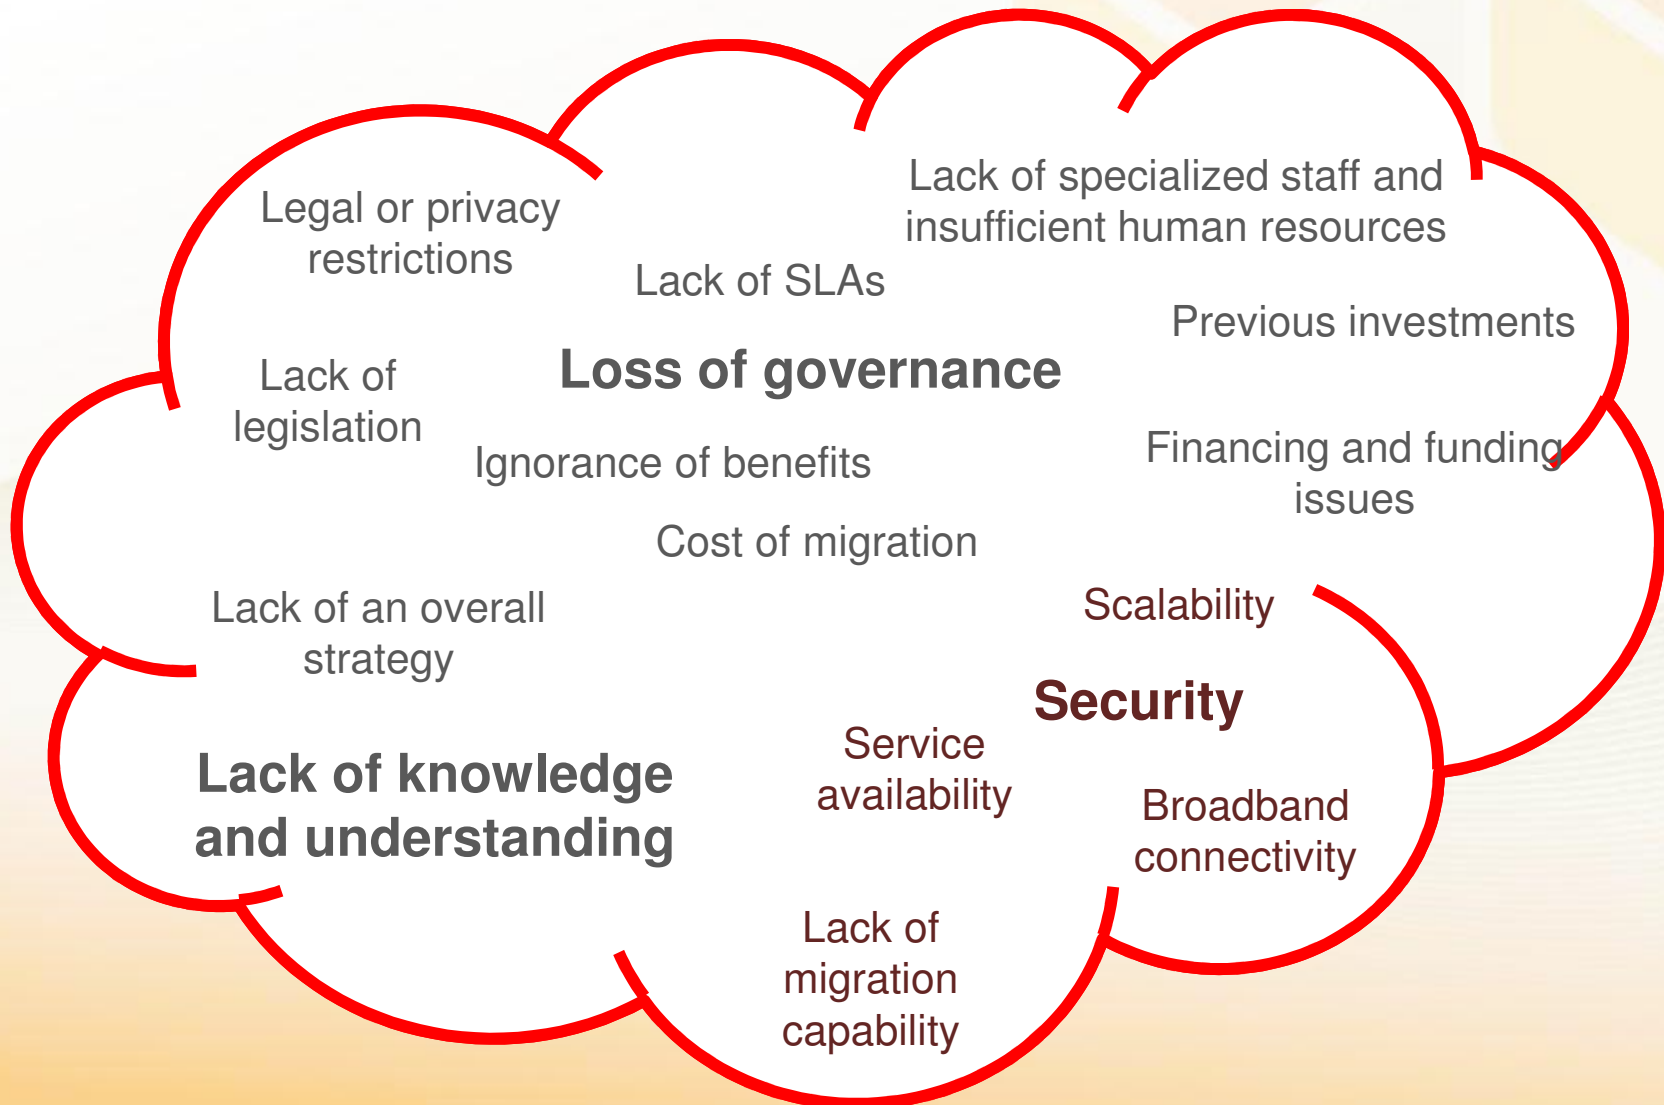 Lack of specialized staff and
insufficient human resources
Legal or privacy
restrictions
Lack of SLAs
Previous investments
Loss of governance
Lack of
legislation
Ignorance of benefits
Financing and funding
issues
Cost of migration
Lack of an overall
strategy
Scalability
Security
Service
availability
Lack of knowledge
and understanding
Broadband
connectivity
Lack of
migration
capability